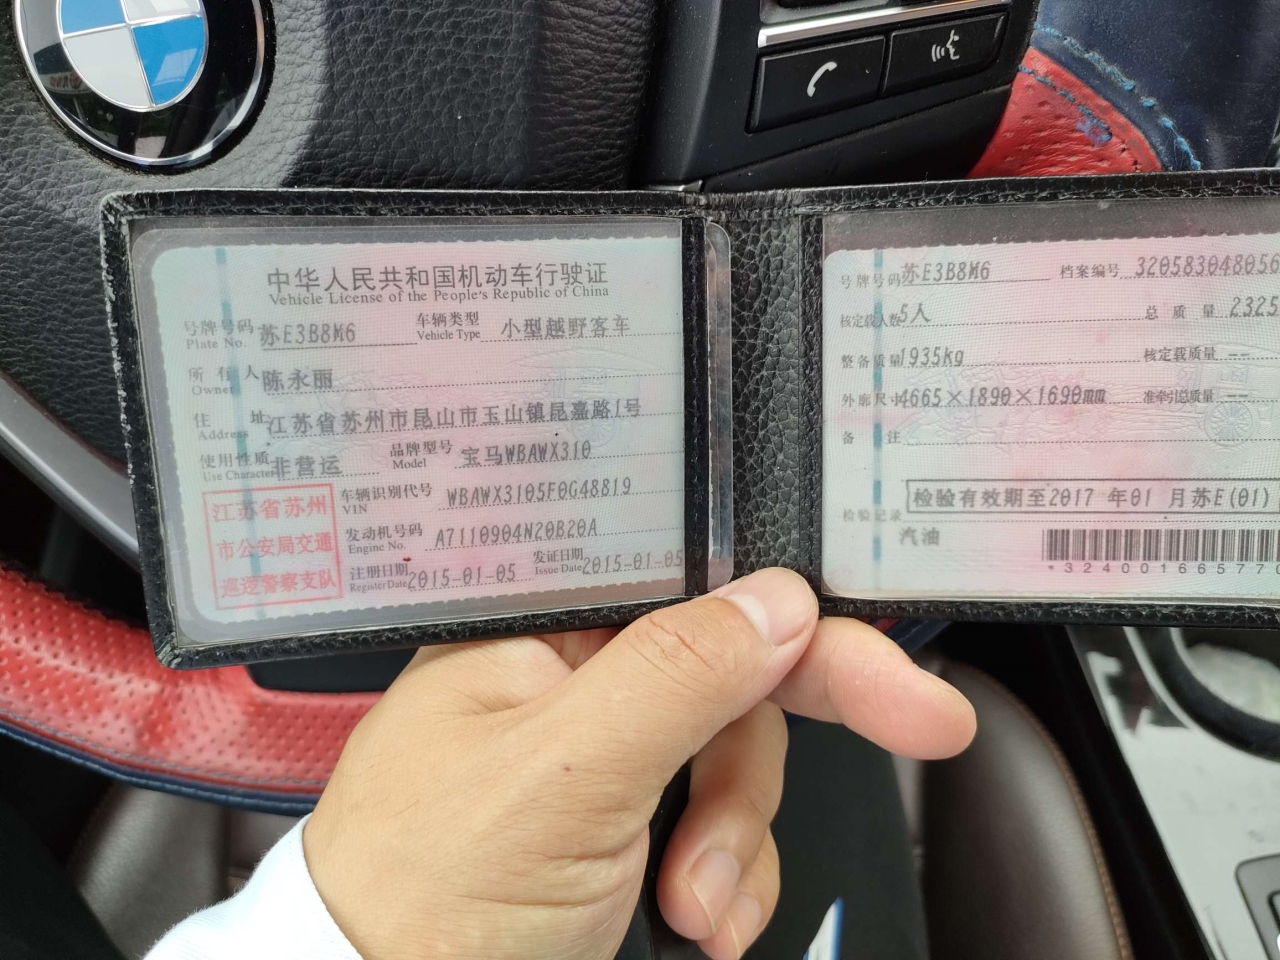 中华人民共和国机动车行驶证
Vehicle License of the People's Republic of China
号牌号码 苏E3B8M6 车辆类型 小型越野客车
Plate No. Vehicle Type
所有人 陈永丽
Owner
住址 江苏省苏州市昆山市玉山镇昆嘉路1号
Address
使用性质 非营运 品牌型号 宝马WBAWX310
Use Character Model
江苏省苏州市公安局交通巡逻警察支队
车辆识别代号 WBAWX3105F0G48819
VIN
发动机号码 A7110904N20B20A
Engine No.
注册日期 2015-01-05 发证日期 2015-01-05
Register Date Issue Date
号牌号码 苏E3B8M6 档案编号 320583048056
核定载人数 5人 总质量 2325
整备质量 1935kg 核定载质量 --
外廓尺寸 4665×1890×1690mm 准牵引总质量 --
备注
检验有效期至2017 年01 月苏E(01)
检验记录
汽油
*3240016657​70